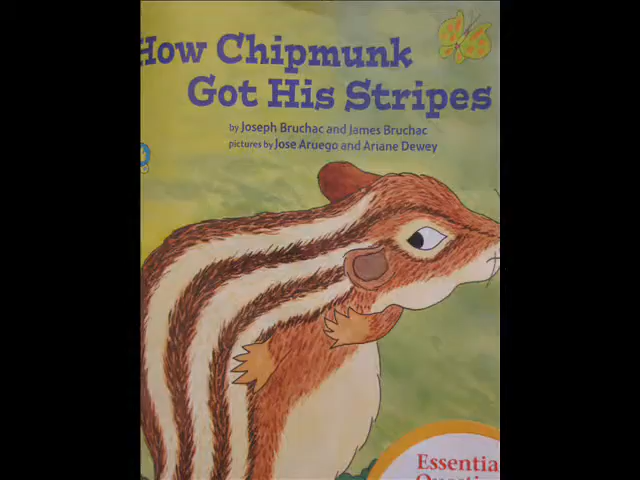 How Chipmunk
Got His Stripes
by Joseph Bruchac and James Bruchac
pictures by Jose Aruego and Ariane Dewey
Essentia